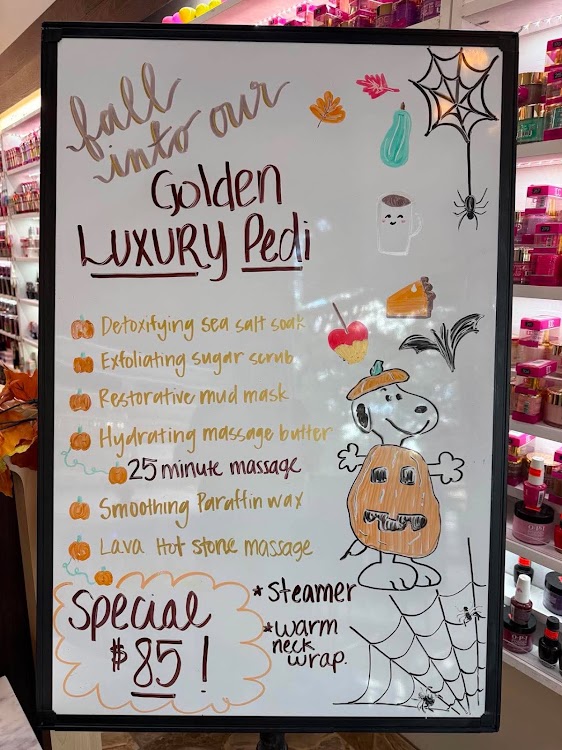 fall
into our
Golden
LUXURY Pedi
Detoxifying sea salt soak
Exfoliating sugar scrub
Restorative mud mask
Hydrating massage butter
25 minute massage
Smoothing Paraffin wax
Lava Hot stone massage
Special
$85!
*Steamer
*warm
neck
wrap.